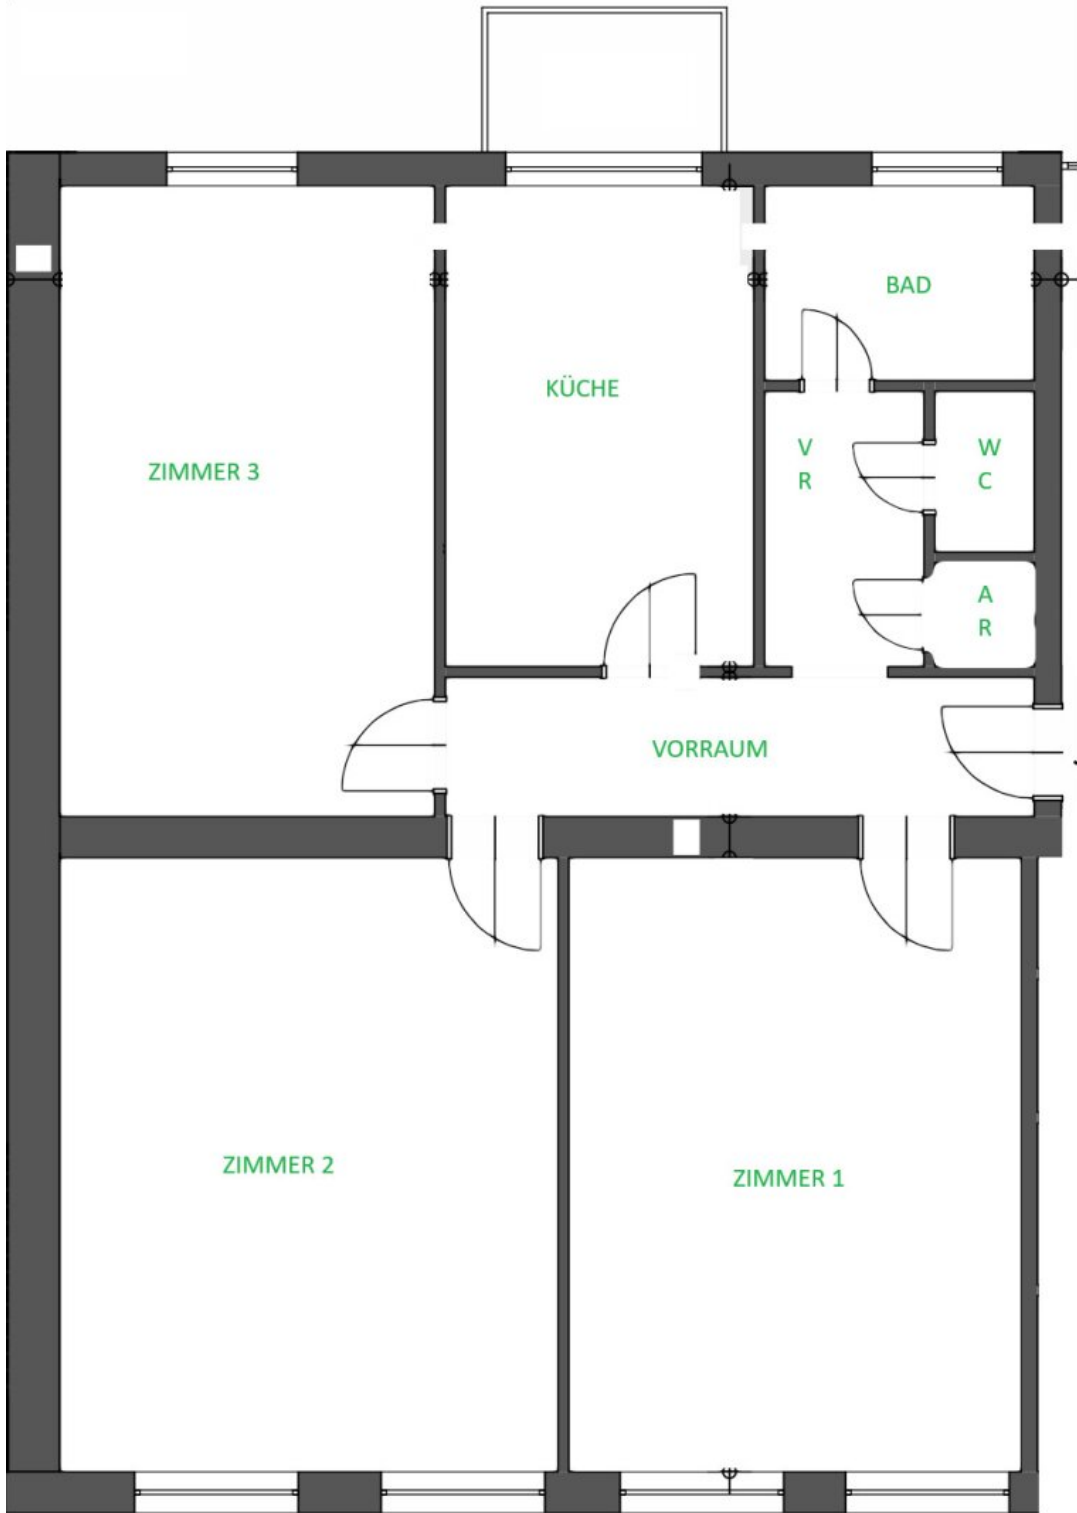 BAD
KÜCHE
ZIMMER 3
V
R
W
C
A
R
VORRAUM
ZIMMER 2
ZIMMER 1